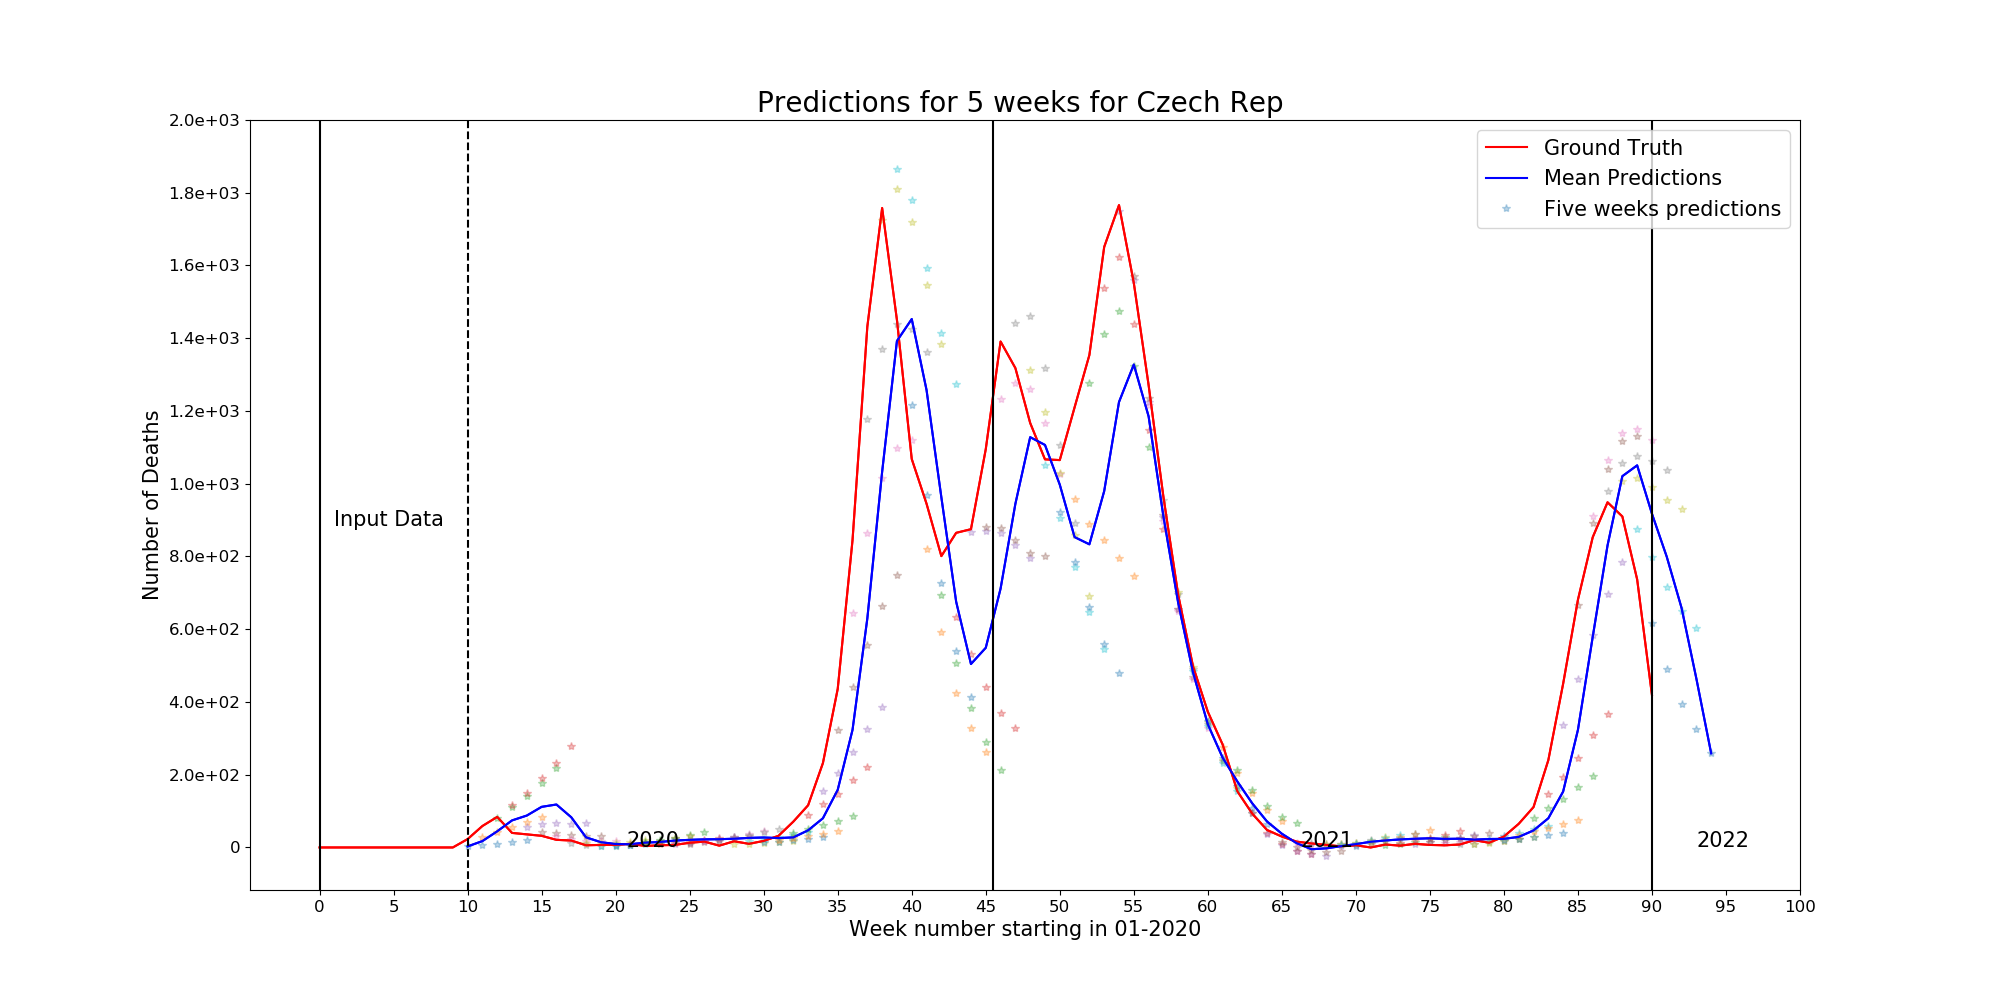 Predictions for 5 weeks for Czech Rep
2.0e+03
1.8e+03
1.6e+03
1.4e+03
1.2e+03
1.0e+03
8.0e+02
6.0e+02
4.0e+02
2.0e+02
0
Number of Deaths
Ground Truth
Mean Predictions
Five weeks predictions
Input Data
2020
2021
2022
0 5 10 15 20 25 30 35 40 45 50 55 60 65 70 75 80 85 90 95 100
Week number starting in 01-2020